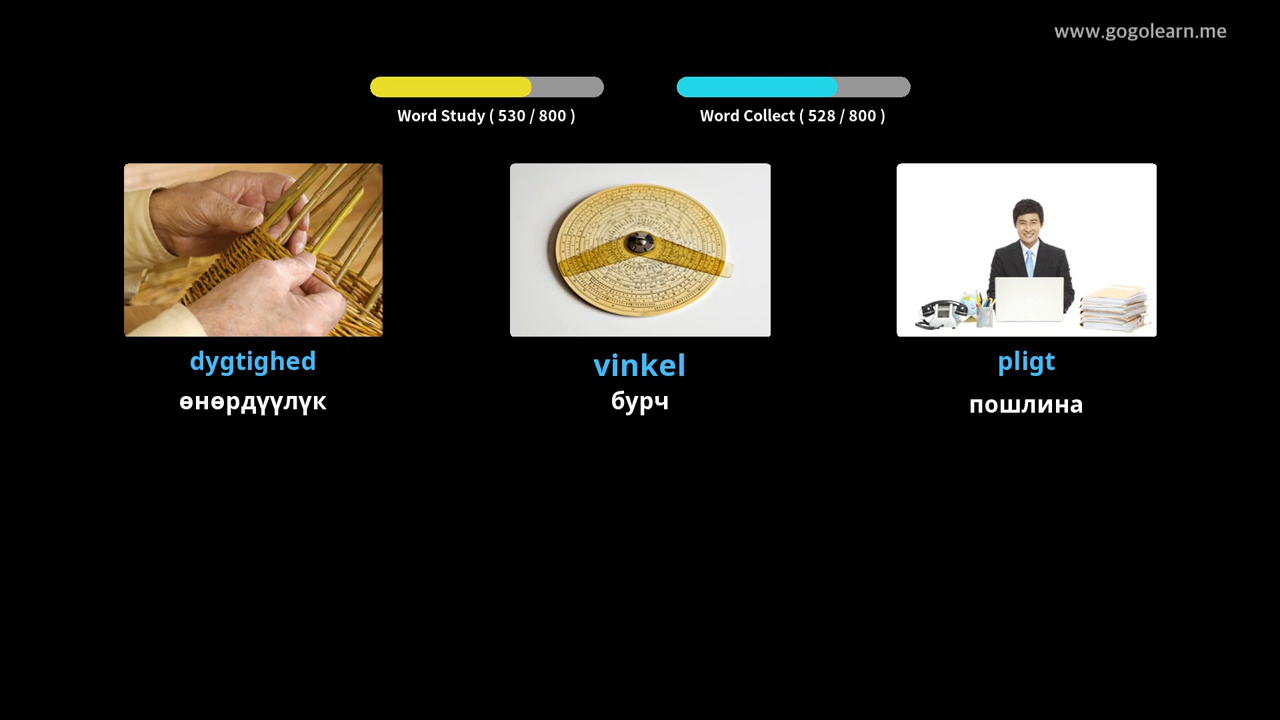 www.gogolearn.me
Word Study ( 530 / 800 )
Word Collect ( 528 / 800 )
dygtighed
vinkel
pligt
өнөрдүүлүк
бурч
пошлина